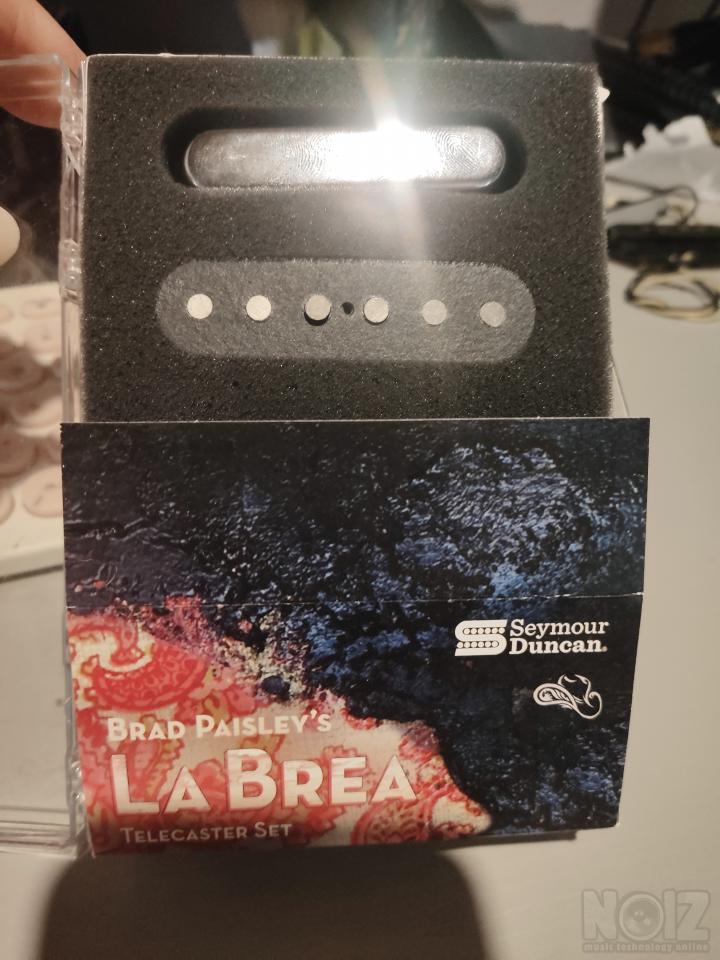 Seymour
Duncan.
BRAD PAISLEY'S
LA BREA
TELECASTER SET
NOIZ
music technology online